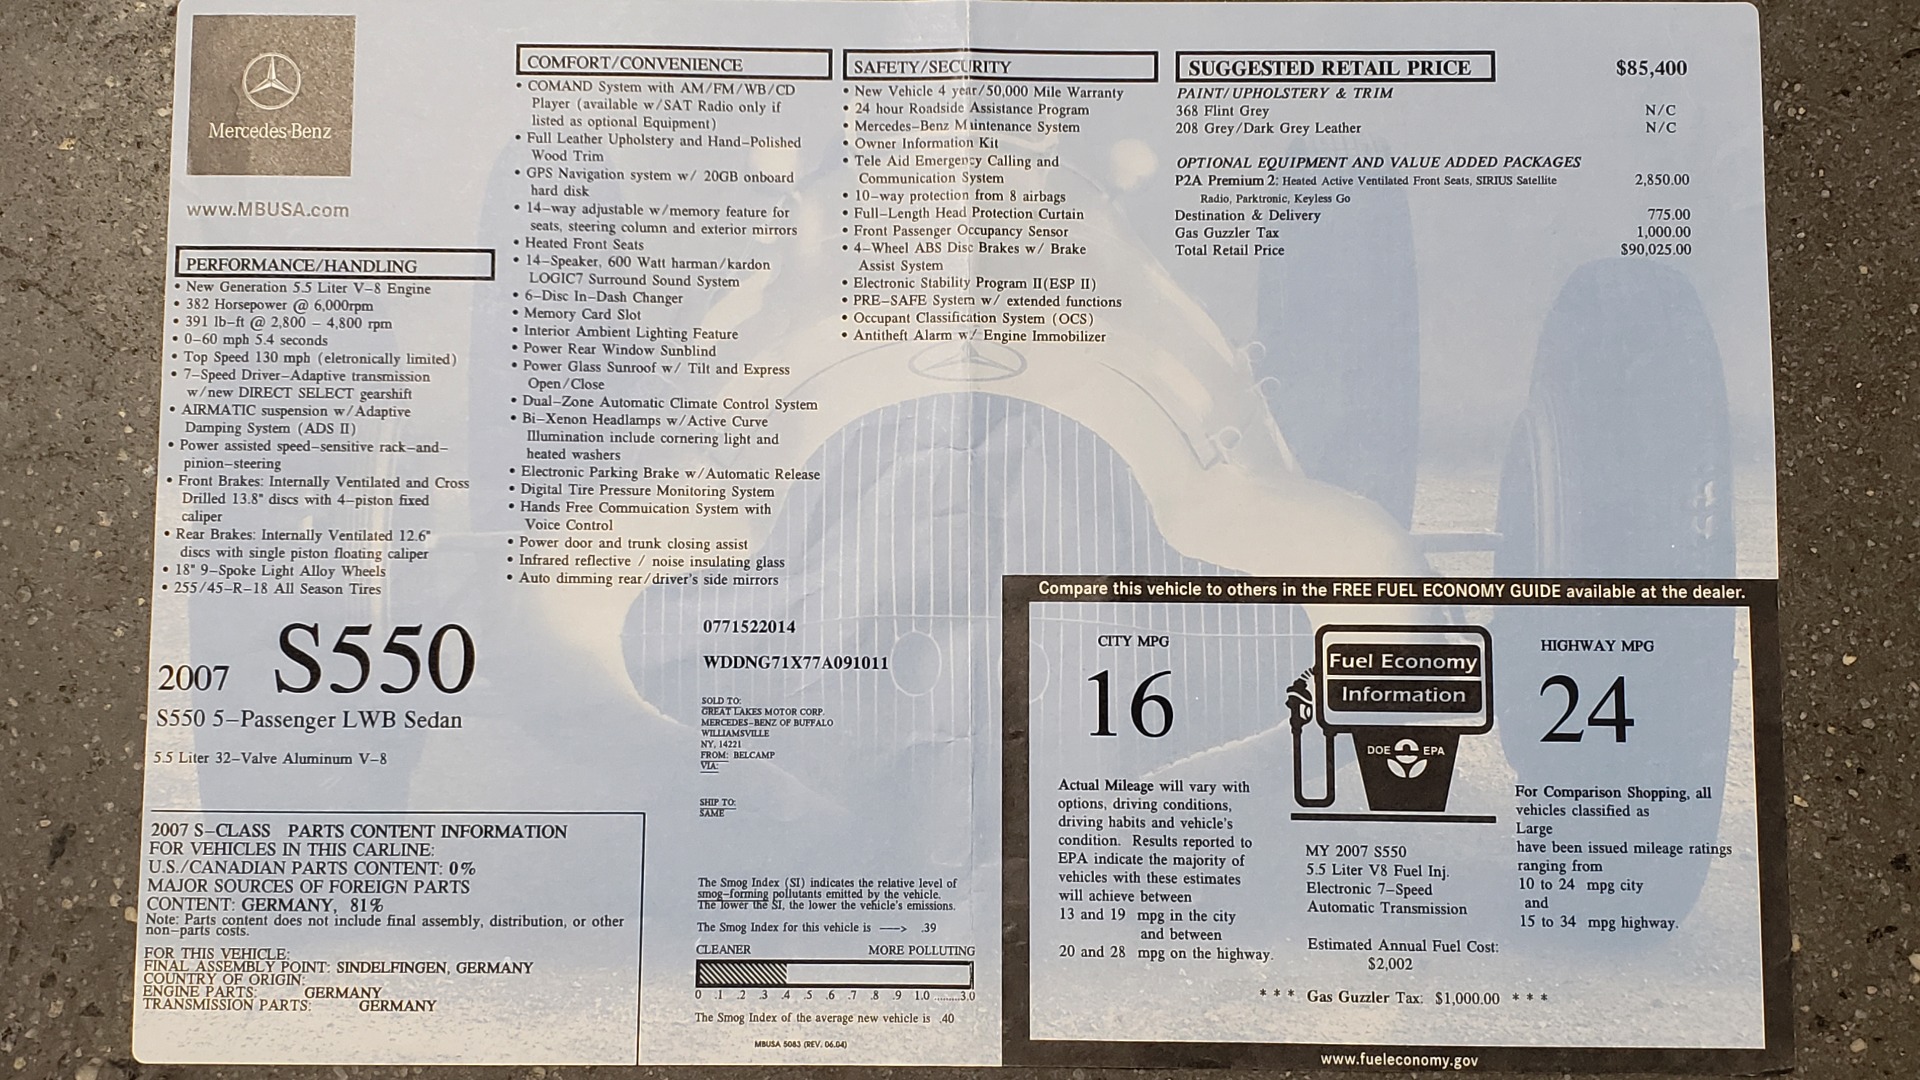 Mercedes-Benz
www.MBUSA.com
PERFORMANCE/HANDLING
• New Generation 5.5 Liter V-8 Engine
• 382 Horsepower @ 6,000rpm
• 391 lb-ft @ 2,800 - 4,800 rpm
• 0-60 mph 5.4 seconds
• Top Speed 130 mph (eletronically limited)
• 7-Speed Driver-Adaptive transmission
w/new DIRECT SELECT gearshift
• AIRMATIC suspension w/Adaptive
Damping System (ADS II)
• Power assisted speed-sensitive rack-and-
pinion-steering
• Front Brakes: Internally Ventilated and Cross
Drilled 13.8" discs with 4-piston fixed
caliper
• Rear Brakes: Internally Ventilated 12.6"
discs with single piston floating caliper
• 18" 9-Spoke Light Alloy Wheels
• 255/45-R-18 All Season Tires
COMFORT/CONVENIENCE
• COMAND System with AM/FM/WB/CD
Player (available w/SAT Radio only if
listed as optional Equipment)
• Full Leather Upholstery and Hand-Polished
Wood Trim
• GPS Navigation system w/ 20GB onboard
hard disk
• 14-way adjustable w/memory feature for
seats, steering column and exterior mirrors
• Heated Front Seats
• 14-Speaker, 600 Watt harman/kardon
LOGIC7 Surround Sound System
• 6-Disc In-Dash Changer
• Memory Card Slot
• Interior Ambient Lighting Feature
• Power Rear Window Sunblind
• Power Glass Sunroof w/ Tilt and Express
Open/Close
• Dual-Zone Automatic Climate Control System
• Bi-Xenon Headlamps w/Active Curve
Illumination include cornering light and
heated washers
• Electronic Parking Brake w/Automatic Release
• Digital Tire Pressure Monitoring System
• Hands Free Commuication System with
Voice Control
• Power door and trunk closing assist
• Infrared reflective / noise insulating glass
• Auto dimming rear/driver's side mirrors
SAFETY/SECURITY
• New Vehicle 4 year/50,000 Mile Warranty
• 24 hour Roadside Assistance Program
• Mercedes-Benz Maintenance System
• Owner Information Kit
• Tele Aid Emergency Calling and
Communication System
• 10-way protection from 8 airbags
• Full-Length Head Protection Curtain
• Front Passenger Occupancy Sensor
• 4-Wheel ABS Disc Brakes w/ Brake
Assist System
• Electronic Stability Program II(ESP II)
• PRE-SAFE System w/ extended functions
• Occupant Classification System (OCS)
• Antitheft Alarm w/ Engine Immobilizer
SUGGESTED RETAIL PRICE $85,400
PAINT/UPHOLSTERY & TRIM
368 Flint Grey N/C
208 Grey/Dark Grey Leather N/C
OPTIONAL EQUIPMENT AND VALUE ADDED PACKAGES
P2A Premium 2: Heated Active Ventilated Front Seats, SIRIUS Satellite 2,850.00
Radio, Parktronic, Keyless Go
Destination & Delivery 775.00
Gas Guzzler Tax 1,000.00
Total Retail Price $90,025.00
2007 S550
S550 5-Passenger LWB Sedan
5.5 Liter 32-Valve Aluminum V-8
0771522014
WDDNG71X77A091011
SOLD TO:
GREAT LAKES MOTOR CORP.
MERCEDES-BENZ OF BUFFALO
WILLIAMSVILLE
NY, 14221
FROM: BELCAMP
VIA:
SHIP TO:
SAME
2007 S-CLASS PARTS CONTENT INFORMATION
FOR VEHICLES IN THIS CARLINE:
U.S./CANADIAN PARTS CONTENT: 0%
MAJOR SOURCES OF FOREIGN PARTS
CONTENT: GERMANY, 81%
Note: Parts content does not include final assembly, distribution, or other
non-parts costs.
FOR THIS VEHICLE:
FINAL ASSEMBLY POINT: SINDELFINGEN, GERMANY
COUNTRY OF ORIGIN:
ENGINE PARTS: GERMANY
TRANSMISSION PARTS: GERMANY
The Smog Index (SI) indicates the relative level of
smog-forming pollutants emitted by the vehicle.
The lower the SI, the lower the vehicle's emissions.
The Smog Index for this vehicle is ---> .39
CLEANER MORE POLLUTING
0 .1 .2 .3 .4 .5 .6 .7 .8 .9 1.0 ........3.0
The Smog Index of the average new vehicle is .40
MBUSA 5083 (REV. 06.04)
Compare this vehicle to others in the FREE FUEL ECONOMY GUIDE available at the dealer.
CITY MPG
16
Fuel Economy
Information
DOE EPA
HIGHWAY MPG
24
Actual Mileage will vary with
options, driving conditions,
driving habits and vehicle's
condition. Results reported to
EPA indicate the majority of
vehicles with these estimates
will achieve between
13 and 19 mpg in the city
and between
20 and 28 mpg on the highway.
MY 2007 S550
5.5 Liter V8 Fuel Inj.
Electronic 7-Speed
Automatic Transmission
Estimated Annual Fuel Cost:
$2,002
For Comparison Shopping, all
vehicles classified as
Large
have been issued mileage ratings
ranging from
10 to 24 mpg city
and
15 to 34 mpg highway.
* * * Gas Guzzler Tax: $1,000.00 * * *
www.fueleconomy.gov